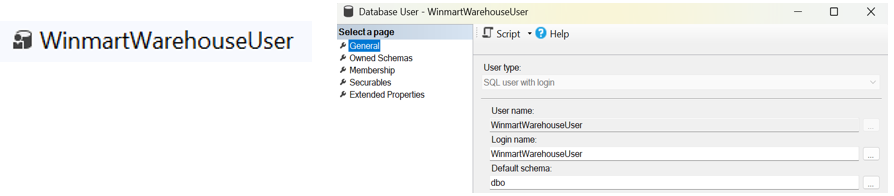 WinmartWarehouseUser
Database User - WinmartWarehouseUser
Select a page
General
Owned Schemas
Membership
Securables
Extended Properties
Script
Help
User type:
SQL user with login
User name:
WinmartWarehouseUser
...
Login name:
WinmartWarehouseUser
...
Default schema:
dbo
...